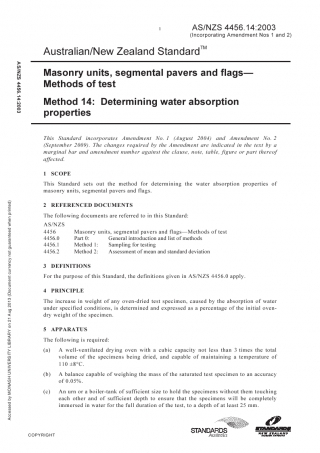 1
AS/NZS 4456.14:2003
(Incorporating Amendment Nos 1 and 2)
Australian/New Zealand Standard™
Masonry units, segmental pavers and flags—
Methods of test
Method 14: Determining water absorption
properties
This Standard incorporates Amendment No. 1 (August 2004) and Amendment No. 2
(September 2009). The changes required by the Amendment are indicated in the text by a
marginal bar and amendment number against the clause, note, table, figure or part thereof
affected.
1 SCOPE
This Standard sets out the method for determining the water absorption properties of
masonry units, segmental pavers and flags.
2 REFERENCED DOCUMENTS
The following documents are referred to in this Standard:
AS/NZS
4456 Masonry units, segmental pavers and flags—Methods of test
4456.0 Part 0: General introduction and list of methods
4456.1 Method 1: Sampling for testing
4456.2 Method 2: Assessment of mean and standard deviation
3 DEFINITIONS
For the purpose of this Standard, the definitions given in AS/NZS 4456.0 apply.
4 PRINCIPLE
The increase in weight of any oven-dried test specimen, caused by the absorption of water
under specified conditions, is determined and expressed as a percentage of the initial oven-
dry weight of the specimen.
5 APPARATUS
The following is required:
(a) A well-ventilated drying oven with a cubic capacity not less than 3 times the total
volume of the specimens being dried, and capable of maintaining a temperature of
110 ±8°C.
(b) A balance capable of weighing the mass of the saturated test specimen to an accuracy
of 0.05%.
(c) An urn or a boiler-tank of sufficient size to hold the specimens without them touching
each other and of sufficient depth to ensure that the specimens will be completely
immersed in water for the full duration of the test, to a depth of at least 25 mm.
COPYRIGHT
STANDARDS
Australia
STANDARDS
NEW ZEALAND
AS/NZS 4456.14:2003
Accessed by MONASH UNIVERSITY LIBRARY on 21 Aug 2012 (Document currency not guaranteed when printed)